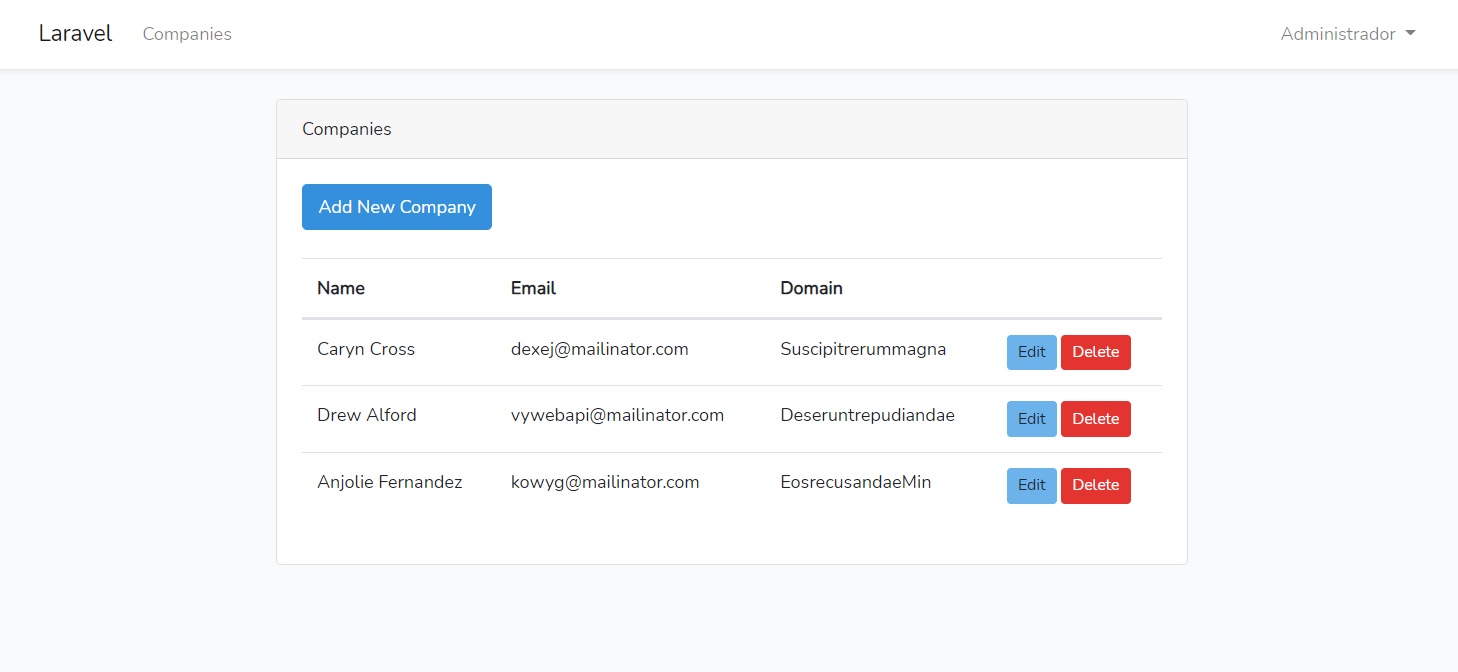 Laravel Companies Administrador
Companies
Add New Company
Name Email Domain
Caryn Cross dexej@mailinator.com Suscipitrerummagna Edit Delete
Drew Alford vywebapi@mailinator.com Deseruntrepudiandae Edit Delete
Anjolie Fernandez kowyg@mailinator.com EosrecusandaeMin Edit Delete